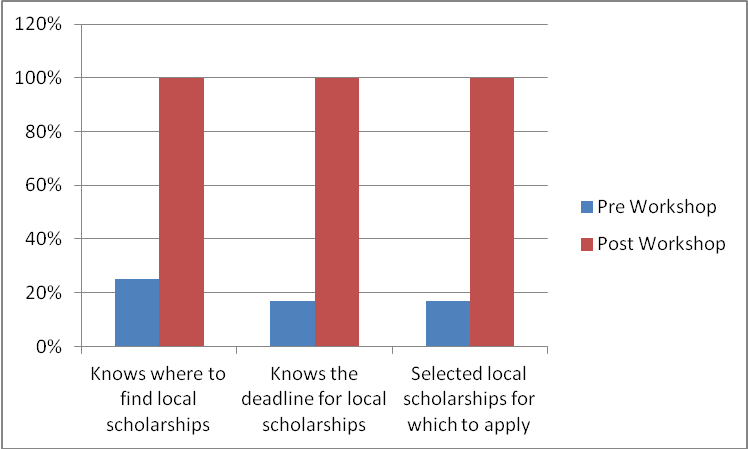 120%
100%
80%
60%
40%
20%
0%
Knows where to
find local
scholarships
Knows the
deadline for local
scholarships
Selected local
scholarships for
which to apply
Pre Workshop
Post Workshop